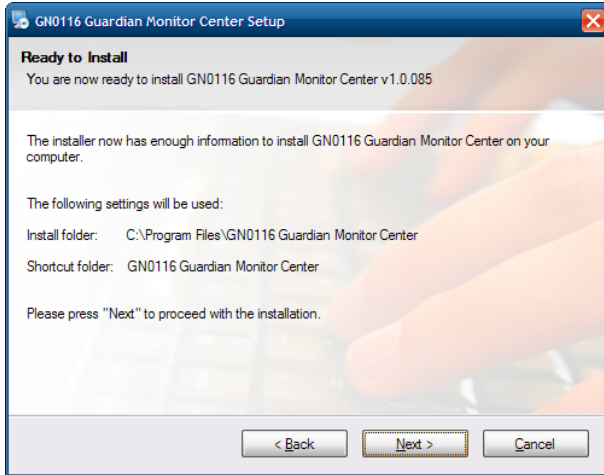 GN0116 Guardian Monitor Center Setup
Ready to Install
You are now ready to install GN0116 Guardian Monitor Center v1.0.085
The installer now has enough information to install GN0116 Guardian Monitor Center on your
computer.
The following settings will be used:
Install folder: C:\Program Files\GN0116 Guardian Monitor Center
Shortcut folder: GN0116 Guardian Monitor Center
Please press "Next" to proceed with the installation.
< Back Next > Cancel